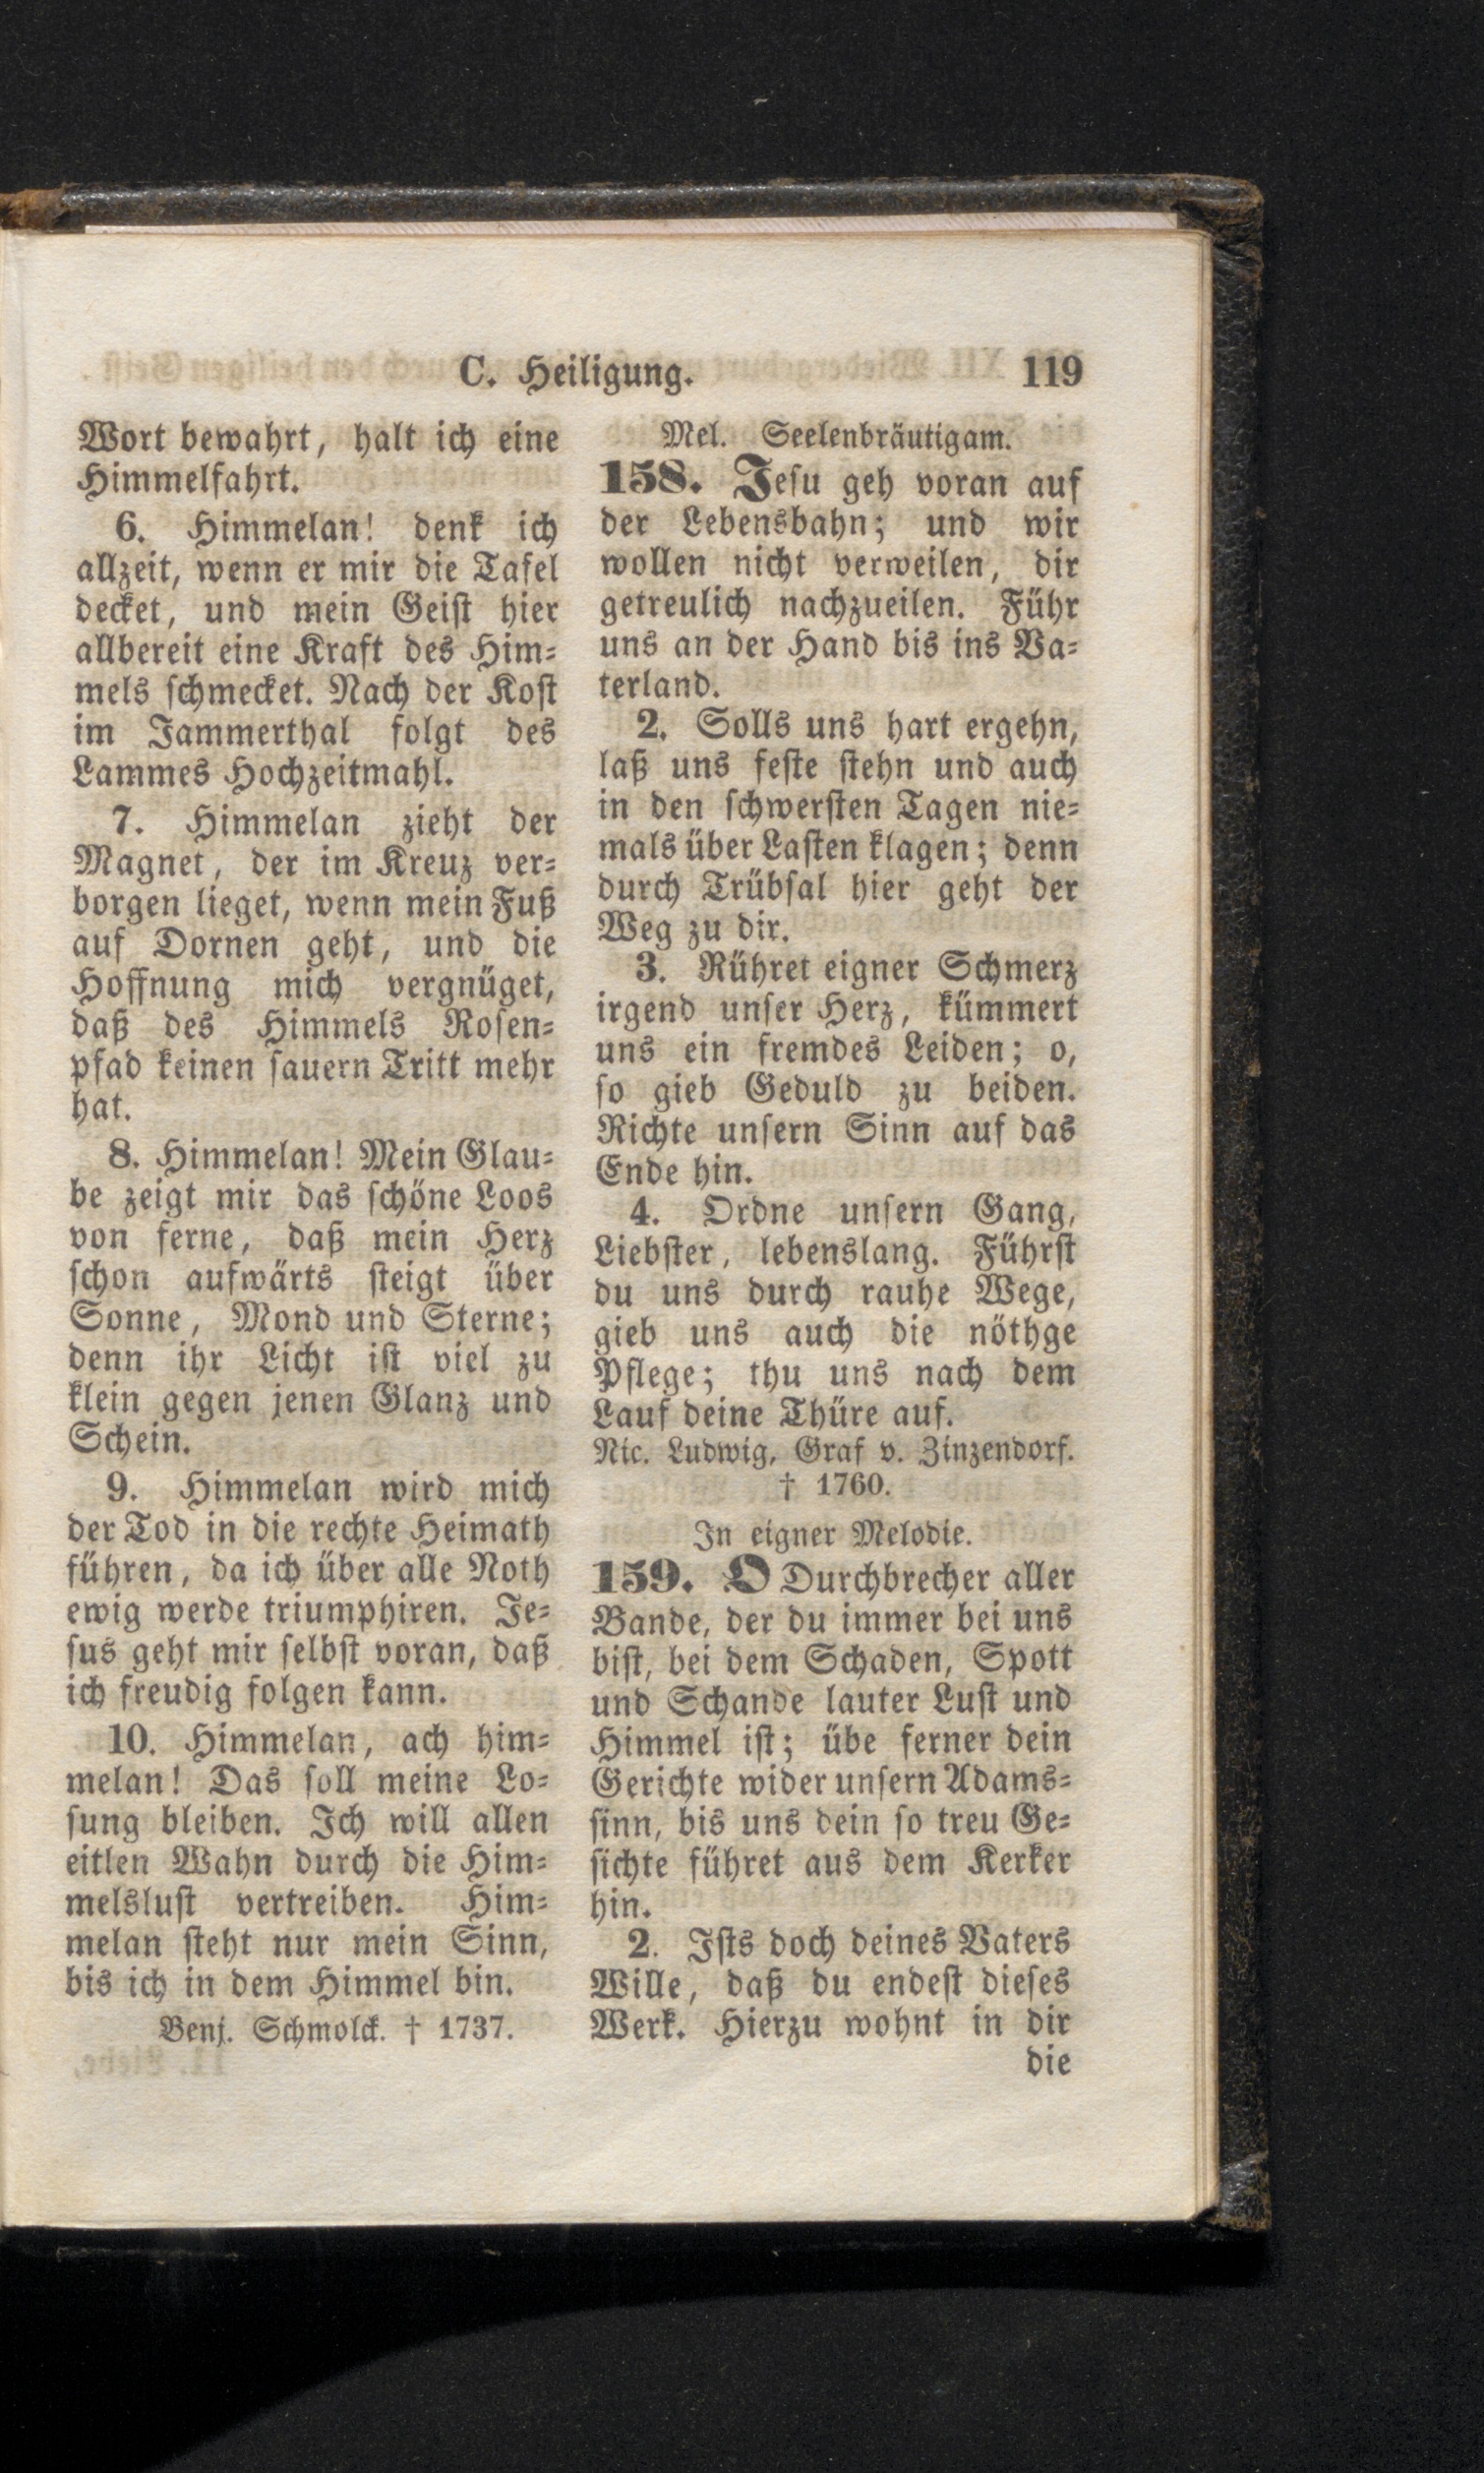 C. Heiligung. 119
Wort bewahrt, halt ich eine
Himmelfahrt.
6. Himmelan! denk ich
allzeit, wenn er mir die Tafel
decket, und mein Geist hier
allbereit eine Kraft des Him-
mels schmecket. Nach der Kost
im Jammerthal folgt des
Lammes Hochzeitmahl.
7. Himmelan zieht der
Magnet, der im Kreuz ver-
borgen lieget, wenn mein Fuß
auf Dornen geht, und die
Hoffnung mich vergnüget,
daß des Himmels Rosen-
pfad keinen sauern Tritt mehr
hat.
8. Himmelan! Mein Glau-
be zeigt mir das schöne Loos
von ferne, daß mein Herz
schon aufwärts steigt über
Sonne, Mond und Sterne;
denn ihr Licht ist viel zu
klein gegen jenen Glanz und
Schein.
9. Himmelan wird mich
der Tod in die rechte Heimath
führen, da ich über alle Noth
ewig werde triumphiren. Je-
sus geht mir selbst voran, daß
ich freudig folgen kann.
10. Himmelan, ach him-
melan! Das soll meine Lo-
sung bleiben. Ich will allen
eitlen Wahn durch die Him-
melslust vertreiben. Him-
melan steht nur mein Sinn,
bis ich in dem Himmel bin.
Benj. Schmolck. † 1737.
Mel. Seelenbräutigam.
158. Jesu geh voran auf
der Lebensbahn; und wir
wollen nicht verweilen, dir
getreulich nachzueilen. Führ
uns an der Hand bis ins Va-
terland.
2. Solls uns hart ergehn,
laß uns feste stehn und auch
in den schwersten Tagen nie-
mals über Lasten klagen; denn
durch Trübsal hier geht der
Weg zu dir.
3. Rühret eigner Schmerz
irgend unser Herz, kümmert
uns ein fremdes Leiden; o,
so gieb Geduld zu beiden.
Richte unsern Sinn auf das
Ende hin.
4. Ordne unsern Gang,
Liebster, lebenslang. Führst
du uns durch rauhe Wege,
gieb uns auch die nöthge
Pflege; thu uns nach dem
Lauf deine Thüre auf.
Nic. Ludwig, Graf v. Zinzendorf.
† 1760.
In eigner Melodie.
159. O Durchbrecher aller
Bande, der du immer bei uns
bist, bei dem Schaden, Spott
und Schande lauter Lust und
Himmel ist; übe ferner dein
Gerichte wider unsern Adams-
sinn, bis uns dein so treu Ge-
sichte führet aus dem Kerker
hin.
2. Ists doch deines Vaters
Wille, daß du endest dieses
Werk. Hierzu wohnt in dir
die